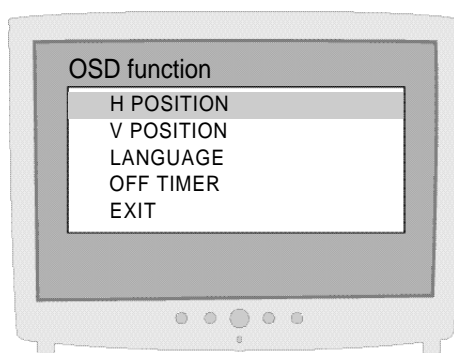 OSD function
H POSITION
V POSITION
LANGUAGE
OFF TIMER
EXIT